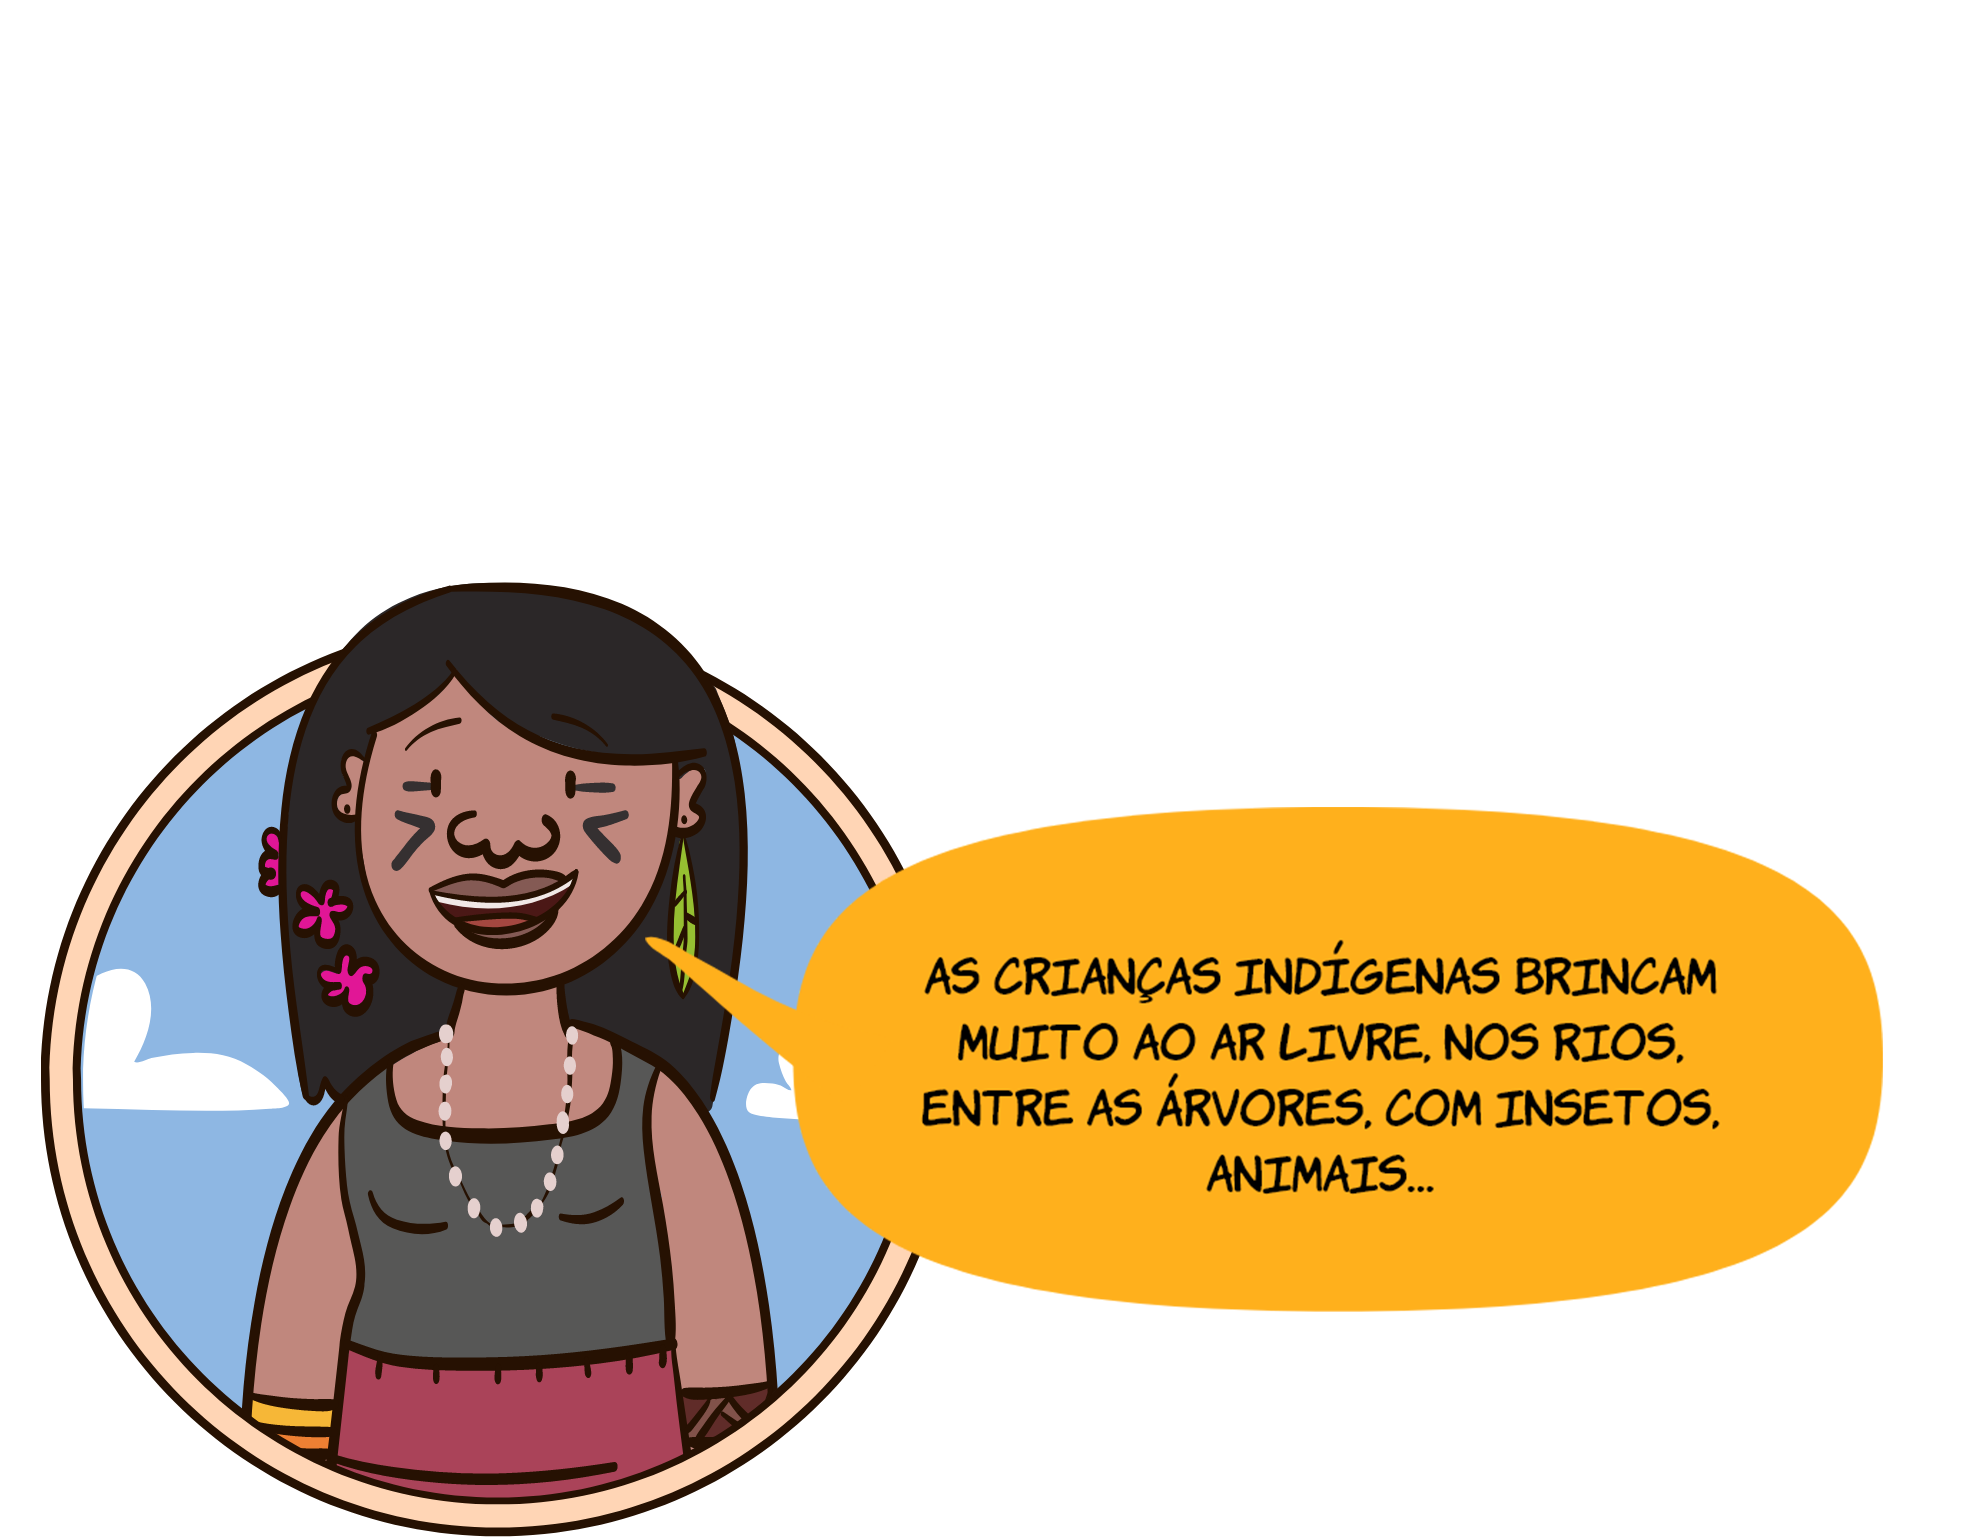 AS CRIANÇAS INDÍGENAS BRINCAM
MUITO AO AR LIVRE, NOS RIOS,
ENTRE AS ÁRVORES, COM INSETOS,
ANIMAIS...